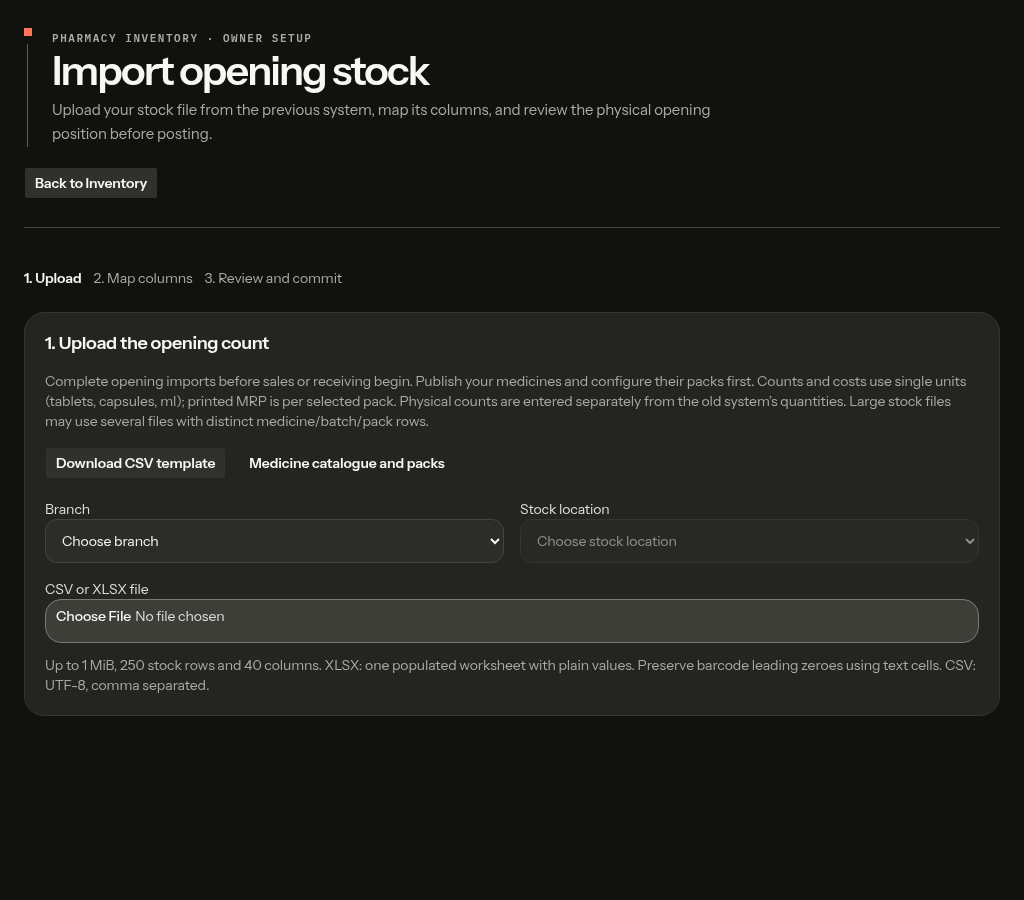 PHARMACY INVENTORY · OWNER SETUP
Import opening stock
Upload your stock file from the previous system, map its columns, and review the physical opening
position before posting.
Back to Inventory
1. Upload 2. Map columns 3. Review and commit
1. Upload the opening count
Complete opening imports before sales or receiving begin. Publish your medicines and configure their packs first. Counts and costs use single units
(tablets, capsules, ml); printed MRP is per selected pack. Physical counts are entered separately from the old system's quantities. Large stock files
may use several files with distinct medicine/batch/pack rows.
Download CSV template Medicine catalogue and packs
Branch Stock location
Choose branch Choose stock location
CSV or XLSX file
Choose File No file chosen
Up to 1 MiB, 250 stock rows and 40 columns. XLSX: one populated worksheet with plain values. Preserve barcode leading zeroes using text cells. CSV:
UTF-8, comma separated.